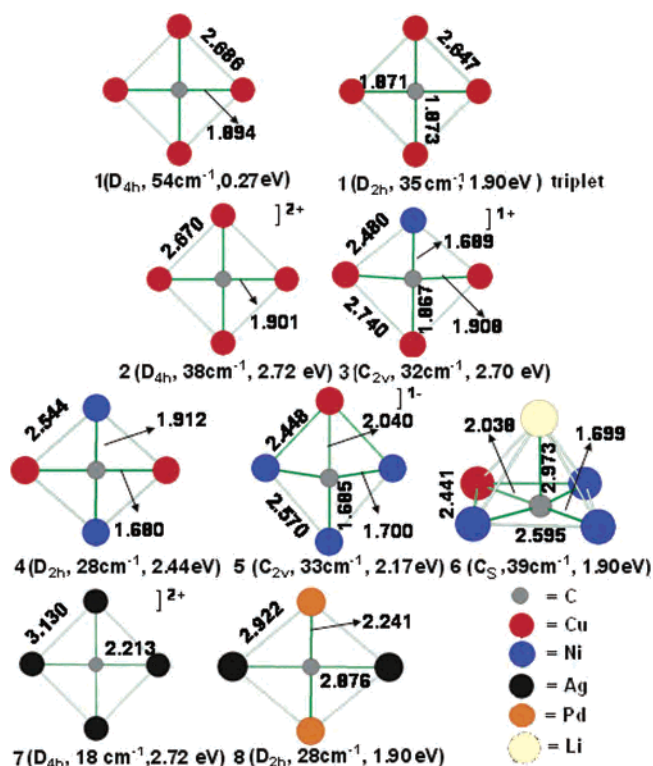 2.686
1.894
1(D4h, 54cm-1,0.27eV)
2.647
1.871
1.873
1 (D2h, 35 cm-1, 1.90eV) triplet
]2+
2.670
1.901
2 (D4h, 38cm-1, 2.72 eV)
]1+
2.480
1.689
1.867
1.908
2.740
3 (C2v, 32cm-1, 2.70 eV)
2.544
1.912
1.680
4 (D2h, 28cm-1, 2.44eV)
]1-
2.448
2.040
1.685
2.570
1.700
5 (C2v, 33cm-1, 2.17eV)
2.038
1.699
2.973
2.441
2.595
6 (CS ,39cm-1, 1.90eV)
]2+
3.130
2.213
7 (D4h, 18 cm-1,2.72 eV)
2.922
2.241
2.076
8 (D2h, 28cm-1, 1.90eV)
= C
= Cu
= Ni
= Ag
= Pd
= Li